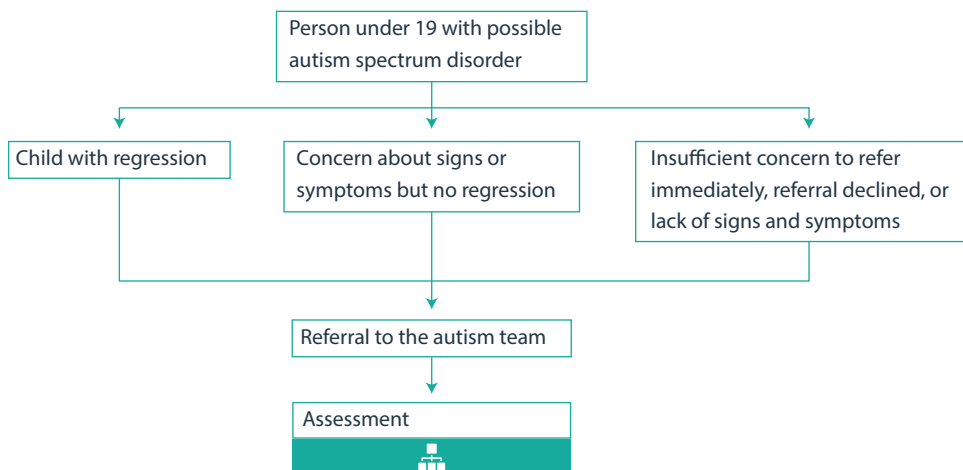 Person under 19 with possible
autism spectrum disorder
Child with regression
Concern about signs or
symptoms but no regression
Insufficient concern to refer
immediately, referral declined, or
lack of signs and symptoms
Referral to the autism team
Assessment